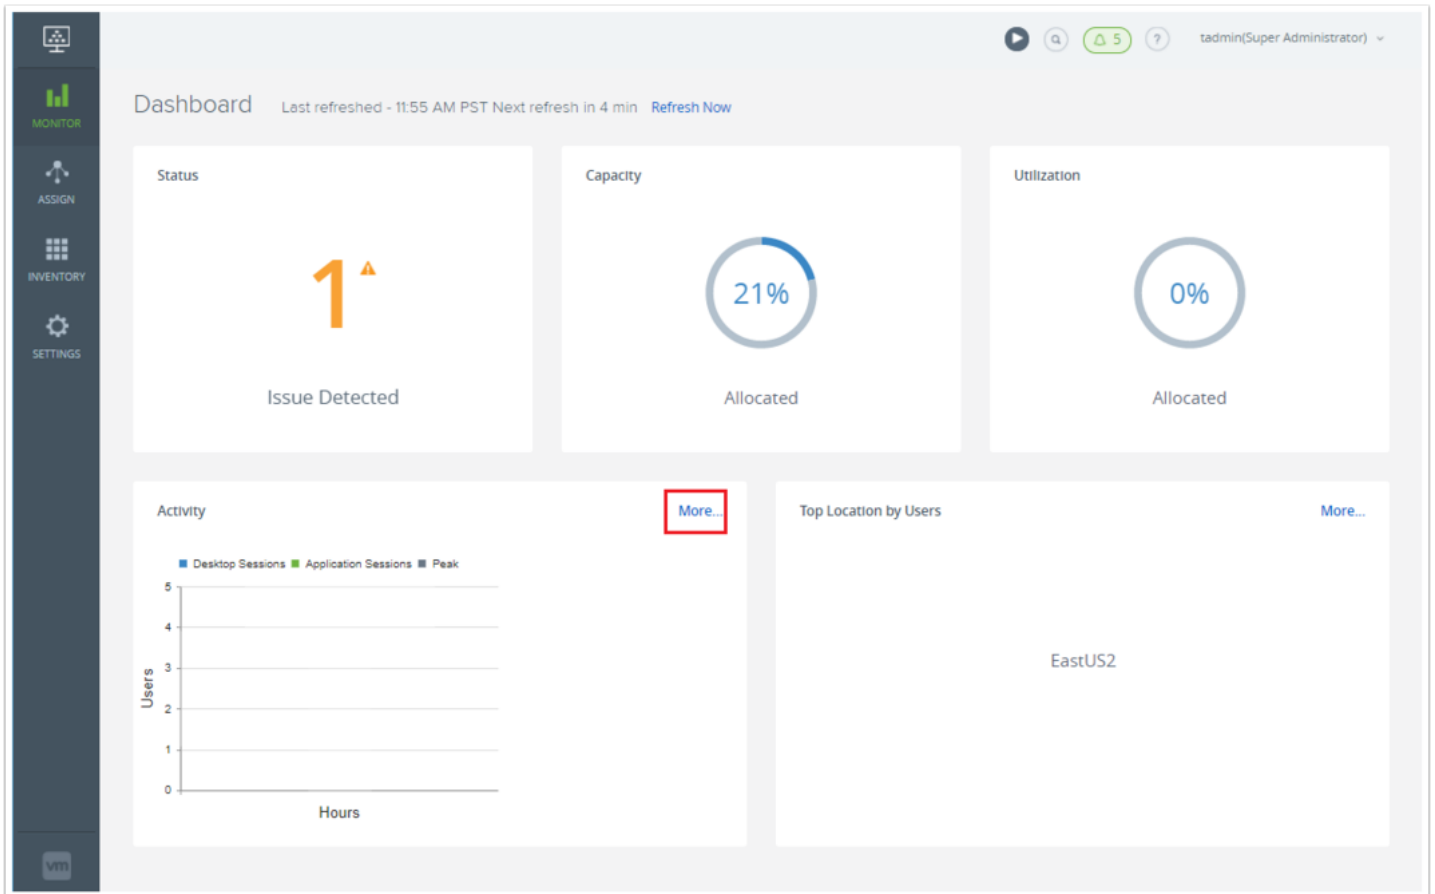 5
tadmin(Super Administrator)
MONITOR
ASSIGN
INVENTORY
SETTINGS
vm
Dashboard Last refreshed - 11:55 AM PST Next refresh in 4 min Refresh Now
Status
1
Issue Detected
Capacity
21%
Allocated
Utilization
0%
Allocated
Activity More...
Desktop Sessions Application Sessions Peak
5
4
3
2
1
0
Users
Hours
Top Location by Users More...
EastUS2